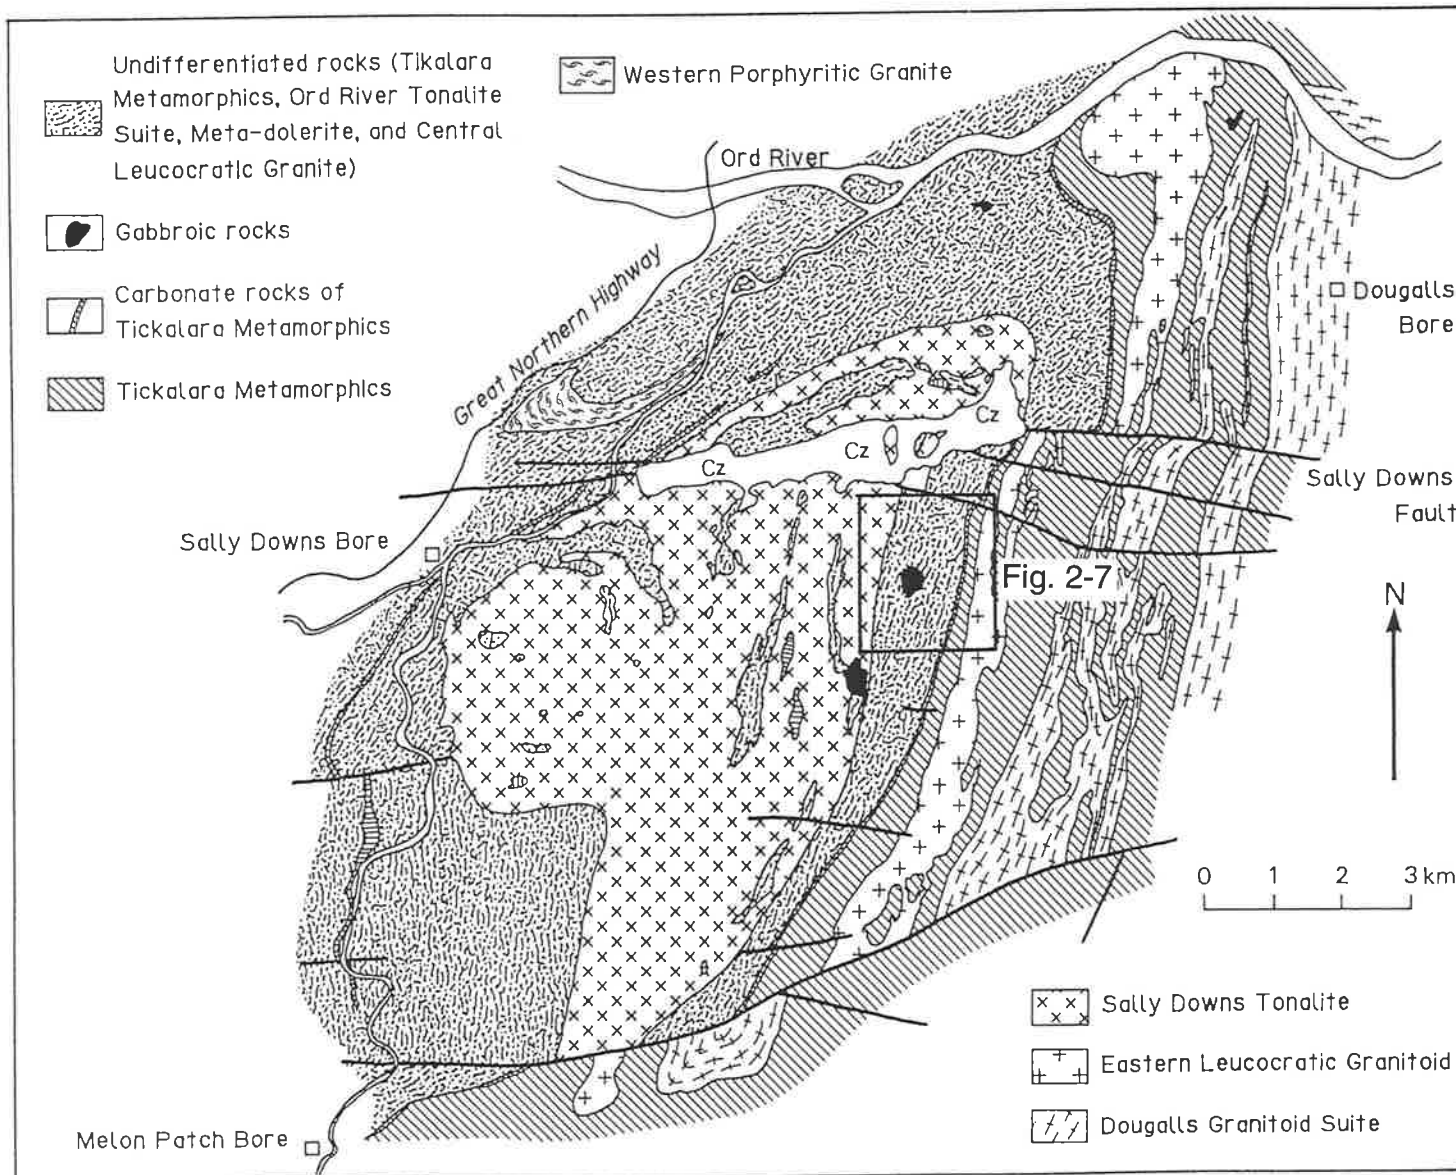 Undifferentiated rocks (Tikalara
Metamorphics, Ord River Tonalite
Suite, Meta-dolerite, and Central
Leucocratic Granite)
Gabbroic rocks
Carbonate rocks of
Tickalara Metamorphics
Tickalara Metamorphics
Western Porphyritic Granite
Ord River
Great Northern Highway
Dougalls
Bore
Cz
Cz
Cz
Sally Downs
Fault
Sally Downs Bore
Fig. 2-7
N
0 1 2 3 km
Sally Downs Tonalite
Eastern Leucocratic Granitoid
Dougalls Granitoid Suite
Melon Patch Bore